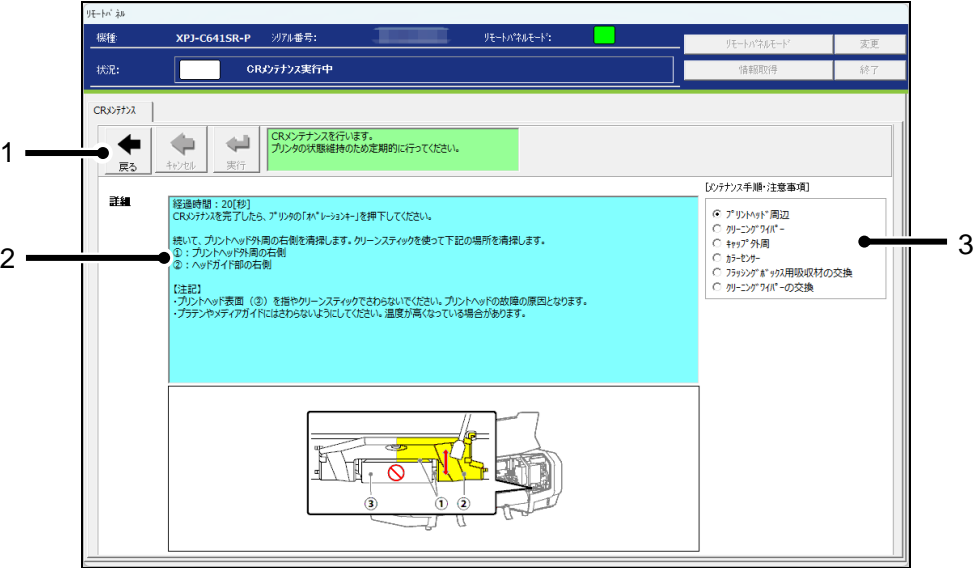 ﾘﾓｰﾄﾊﾟﾈﾙ
機種: XPJ-C641SR-P ｼﾘｱﾙ番号: ﾘﾓｰﾄﾊﾟﾈﾙﾓｰﾄﾞ:
ﾘﾓｰﾄﾊﾟﾈﾙﾓｰﾄﾞ 変更
状況: CRﾒﾝﾃﾅﾝｽ実行中
情報取得 終了
CRﾒﾝﾃﾅﾝｽ
1
戻る
ｷｬﾝｾﾙ
実行
CRメンテナンスを行います。
プリンタの状態維持のため定期的に行ってください。
詳細
2
経過時間：20[秒]
CRﾒﾝﾃﾅﾝｽを完了したら、ﾌﾟﾘﾝﾀの「ｵﾍﾟﾚｰｼｮﾝｷｰ」を押下してください。
続いて、プリントヘッド外周の右側を清掃します。クリーンスティックを使って下記の場所を清掃します。
①：プリントヘッド外周の右側
②：ヘッドガイド部の右側
【注記】
・プリントヘッド表面（③）を指やクリーンスティックでさわらないでください。プリントヘッドの故障の原因となります。
・プラテンやメディアガイドにはさわらないようにしてください。温度が高くなっている場合があります。
[ﾒﾝﾃﾅﾝｽ手順･注意事項]
ﾌﾟﾘﾝﾄﾍｯﾄﾞ周辺
ｸﾘｰﾆﾝｸﾞﾜｲﾊﾟｰ
ｷｬｯﾌﾟ外周
ｶﾗｰｾﾝｻｰ
ﾌﾗｯｼﾝｸﾞﾎﾞｯｸｽ用吸収材の交換
ｸﾘｰﾆﾝｸﾞﾜｲﾊﾟｰの交換
3
③ ① ②